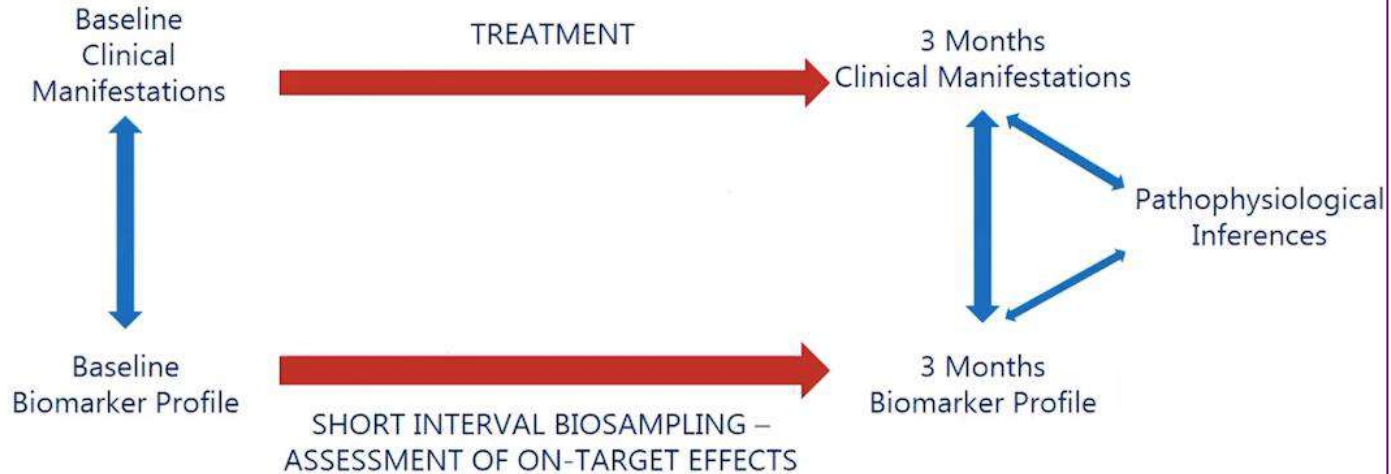 Baseline
Clinical
Manifestations
TREATMENT
3 Months
Clinical Manifestations
Pathophysiological
Inferences
Baseline
Biomarker Profile
3 Months
Biomarker Profile
SHORT INTERVAL BIOSAMPLING –
ASSESSMENT OF ON-TARGET EFFECTS